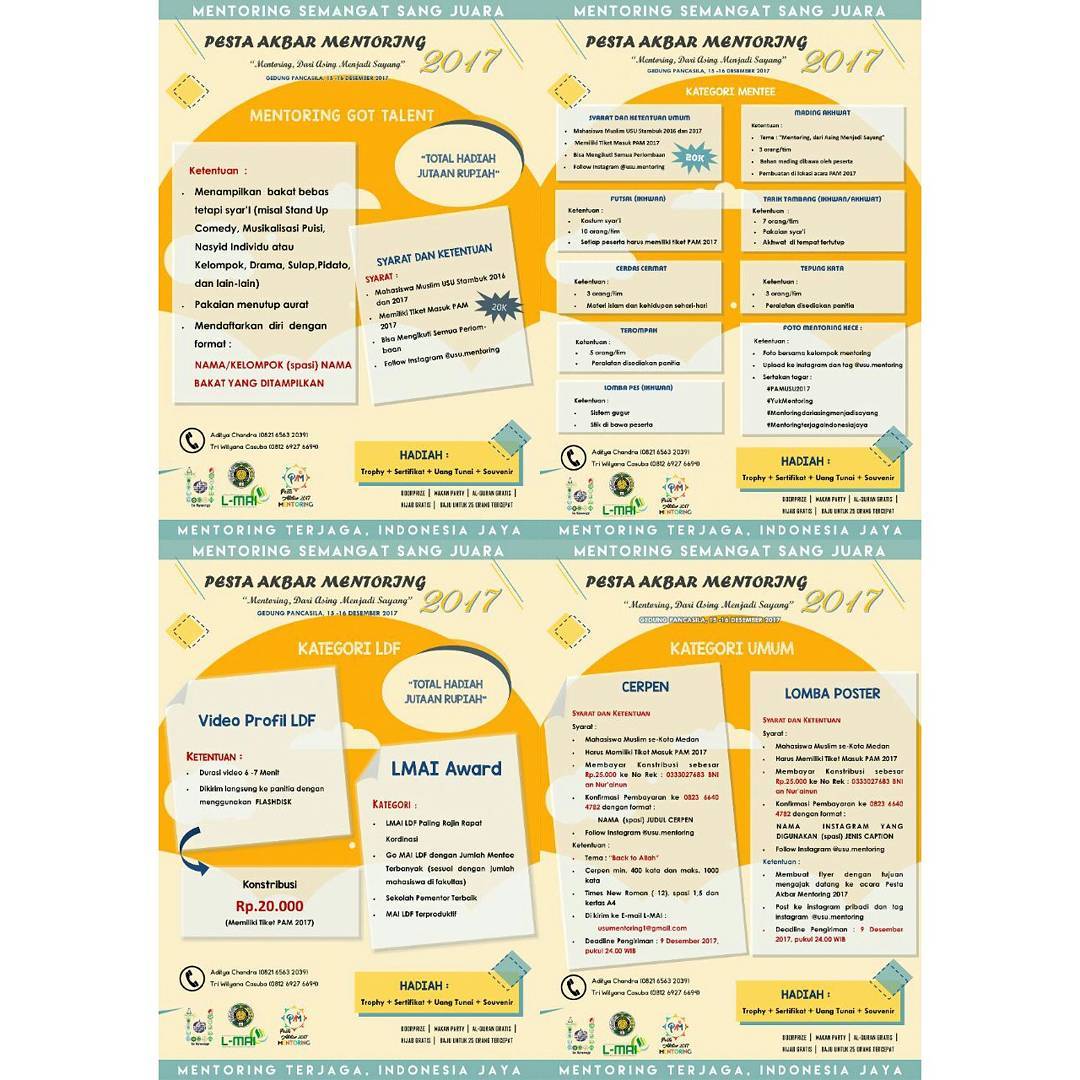 MENTORING SEMANGAT SANG JUARA
PESTA AKBAR MENTORING
2017
"Mentoring, Dari Asing Menjadi Sayang"
GEDUNG PANCASILA, 15 -16 DESEMBER 2017
MENTORING GOT TALENT
"TOTAL HADIAH
JUTAAN RUPIAH"
Ketentuan :
• Menampilkan bakat bebas
tetapi syar'i (misal Stand Up
Comedy, Musikalisasi Puisi,
Nasyid Individu atau
Kelompok, Drama, Sulap,Pidato,
dan lain-lain)
• Pakaian menutup aurat
• Mendaftarkan diri dengan
format :
NAMA/KELOMPOK (spasi) NAMA
BAKAT YANG DITAMPILKAN
SYARAT DAN KETENTUAN
SYARAT :
• Mahasiswa Muslim USU Stambuk 2016
dan 2017
• Memiliki Tiket Masuk PAM
2017
20K
• Bisa Mengikuti Semua Perlom-
baan
• Follow Instagram @usu.mentoring
Aditya Chandra (0821 6563 2039)
Tri Wilyana Casuba (0812 6927 6694)
HADIAH :
Trophy + Sertifikat + Uang Tunai + Souvenir
L-MAI
MENTORING
DOORPRIZE | MAKAN PARTY | AL-QURAN GRATIS |
HIJAB GRATIS | BAJU UNTUK 25 ORANG TERCEPAT
MENTORING TERJAGA, INDONESIA JAYA
MENTORING SEMANGAT SANG JUARA
PESTA AKBAR MENTORING
2017
"Mentoring, Dari Asing Menjadi Sayang"
GEDUNG PANCASILA, 15 -16 DESEMBER 2017
KATEGORI MENTEE
SYARAT DAN KETENTUAN UMUM
• Mahasiswa Muslim USU Stambuk 2016 dan 2017
• Memiliki Tiket Masuk PAM 2017
• Bisa Mengikuti Semua Perlombaan
• Follow Instagram @usu.mentoring
20K
MADING AKHWAT
Ketentuan :
• Tema : "Mentoring, dari Asing Menjadi Sayang"
• 3 orang/tim
• Bahan mading dibawa oleh peserta
• Pembuatan di lokasi acara PAM 2017
FUTSAL (IKHWAN)
Ketentuan :
• Kostum syar'i
• 10 orang/tim
• Setiap peserta harus memiliki tiket PAM 2017
TARIK TAMBANG (IKHWAN/AKHWAT)
Ketentuan :
• 7 orang/tim
• Pakaian syar'i
• Akhwat di tempat tertutup
CERDAS CERMAT
Ketentuan :
• 3 orang/tim
• Materi islam dan kehidupan sehari-hari
TEPUNG KATA
Ketentuan :
• 3 orang/tim
• Peralatan disediakan panitia
TEROMPAH
Ketentuan :
• 5 orang/tim
• Peralatan disediakan panitia
FOTO MENTORING KECE :
Ketentuan :
• Foto bersama kelompok mentoring
• Upload ke instagram dan tag @usu.mentoring
• Sertakan tagar :
#PAMUSU2017
#YukMentoring
#Mentoringdariasingmenjadisayang
#Mentoringterjagaindonesiajaya
LOMBA PES (IKHWAN)
Ketentuan :
• Sistem gugur
• Stik di bawa peserta
Aditya Chandra (0821 6563 2039)
Tri Wilyana Casuba (0812 6927 6694)
HADIAH :
Trophy + Sertifikat + Uang Tunai + Souvenir
L-MAI
MENTORING
DOORPRIZE | MAKAN PARTY | AL-QURAN GRATIS |
HIJAB GRATIS | BAJU UNTUK 25 ORANG TERCEPAT
MENTORING TERJAGA, INDONESIA JAYA
MENTORING SEMANGAT SANG JUARA
PESTA AKBAR MENTORING
2017
"Mentoring, Dari Asing Menjadi Sayang"
GEDUNG PANCASILA, 15 -16 DESEMBER 2017
KATEGORI LDF
"TOTAL HADIAH
JUTAAN RUPIAH"
Video Profil LDF
KETENTUAN :
• Durasi video 6 -7 Menit
• Dikirim langsung ke panitia dengan
menggunakan FLASHDISK
Konstribusi
Rp.20.000
(Memiliki Tiket PAM 2017)
LMAI Award
KATEGORI :
• LMAI LDF Paling Rajin Rapat
Kordinasi
• Go MAI LDF dengan Jumlah Mentee
Terbanyak (sesuai dengan jumlah
mahasiswa di fakultas)
• Sekolah Pementor Terbaik
• MAI LDF Terproduktif
Aditya Chandra (0821 6563 2039)
Tri Wilyana Casuba (0812 6927 6694)
HADIAH :
Trophy + Sertifikat + Uang Tunai + Souvenir
L-MAI
MENTORING
DOORPRIZE | MAKAN PARTY | AL-QURAN GRATIS |
HIJAB GRATIS | BAJU UNTUK 25 ORANG TERCEPAT
MENTORING TERJAGA, INDONESIA JAYA
MENTORING SEMANGAT SANG JUARA
PESTA AKBAR MENTORING
2017
"Mentoring, Dari Asing Menjadi Sayang"
GEDUNG PANCASILA, 15 -16 DESEMBER 2017
KATEGORI UMUM
CERPEN
SYARAT DAN KETENTUAN
Syarat :
• Mahasiswa Muslim se-Kota Medan
• Harus Memiliki Tiket Masuk PAM 2017
• Membayar Konstribusi sebesar
Rp.25.000 ke No Rek : 0333027683 BNI
an Nur'ainun
• Konfirmasi Pembayaran ke 0823 6640
4782 dengan format :
NAMA (spasi) JUDUL CERPEN
• Follow Instagram @usu.mentoring
Ketentuan :
• Tema : "Back to Allah"
• Cerpen min. 400 kata dan maks. 1000
kata
• Times New Roman ( 12), spasi 1,5 dan
kertas A4
• Di kirim ke E-mail L-MAI :
usumentoring1@gmail.com
• Deadline Pengiriman : 9 Desember 2017,
pukul 24.00 WIB
LOMBA POSTER
SYARAT DAN KETENTUAN
Syarat :
• Mahasiswa Muslim se-Kota Medan
• Harus Memiliki Tiket Masuk PAM 2017
• Membayar Konstribusi sebesar
Rp.25.000 ke No Rek : 0333027683 BNI
an Nur'ainun
• Konfirmasi Pembayaran ke 0823 6640
4782 dengan format :
NAMA INSTAGRAM YANG
DIGUNAKAN (spasi) JENIS CAPTION
• Follow Instagram @usu.mentoring
Ketentuan :
• Membuat flyer dengan tujuan
mengajak datang ke acara Pesta
Akbar Mentoring 2017
• Post ke instagram pribadi dan tag
instagram @usu.mentoring
• Deadline Pengiriman : 9 Desember
2017, pukul 24.00 WIB
Aditya Chandra (0821 6563 2039)
Tri Wilyana Casuba (0812 6927 6694)
HADIAH :
Trophy + Sertifikat + Uang Tunai + Souvenir
L-MAI
MENTORING
DOORPRIZE | MAKAN PARTY | AL-QURAN GRATIS |
HIJAB GRATIS | BAJU UNTUK 25 ORANG TERCEPAT
MENTORING TERJAGA, INDONESIA JAYA